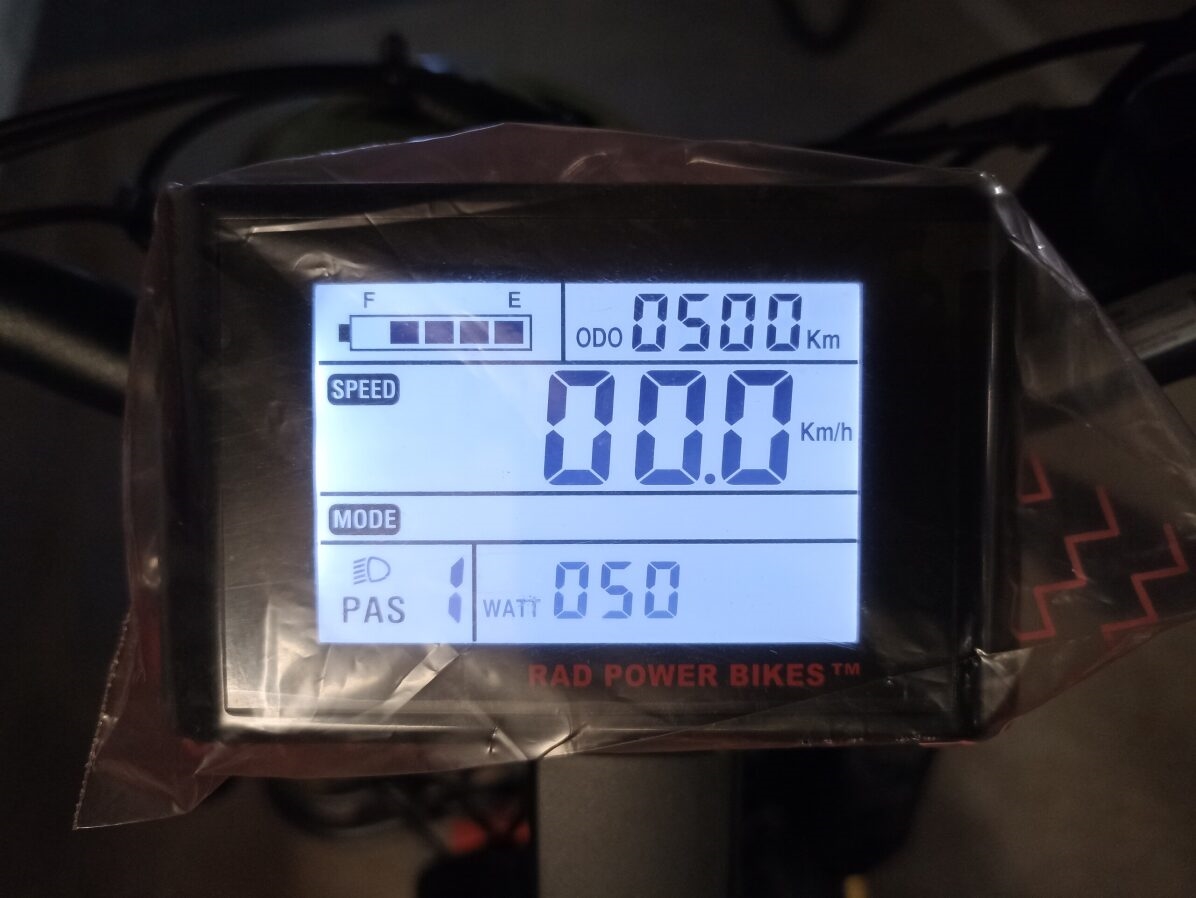 F E
ODO 0500 Km
SPEED
00.0 Km/h
MODE
PAS 1
WATT 050
RAD POWER BIKES™